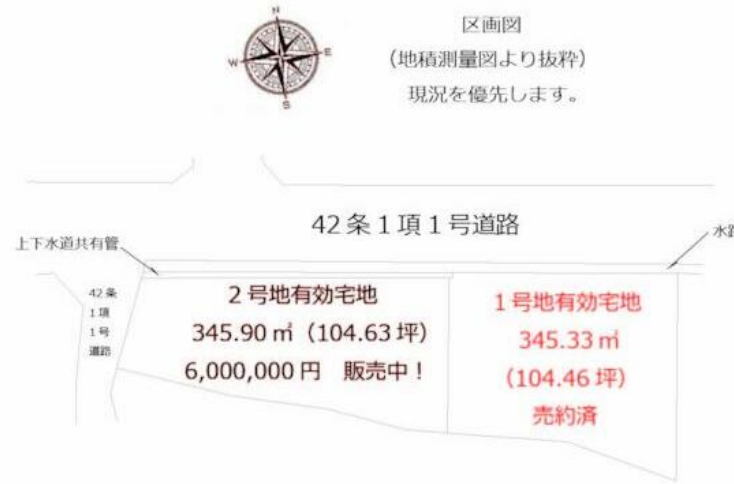 N
W
E
S
区画図
(地積測量図より抜粋)
現況を優先します。
42条1項1号道路
上下水道共有管
水路
42条
1項
1号
道路
2号地有効宅地
345.90㎡(104.63坪)
6,000,000円 販売中!
1号地有効宅地
345.33㎡
(104.46坪)
売約済